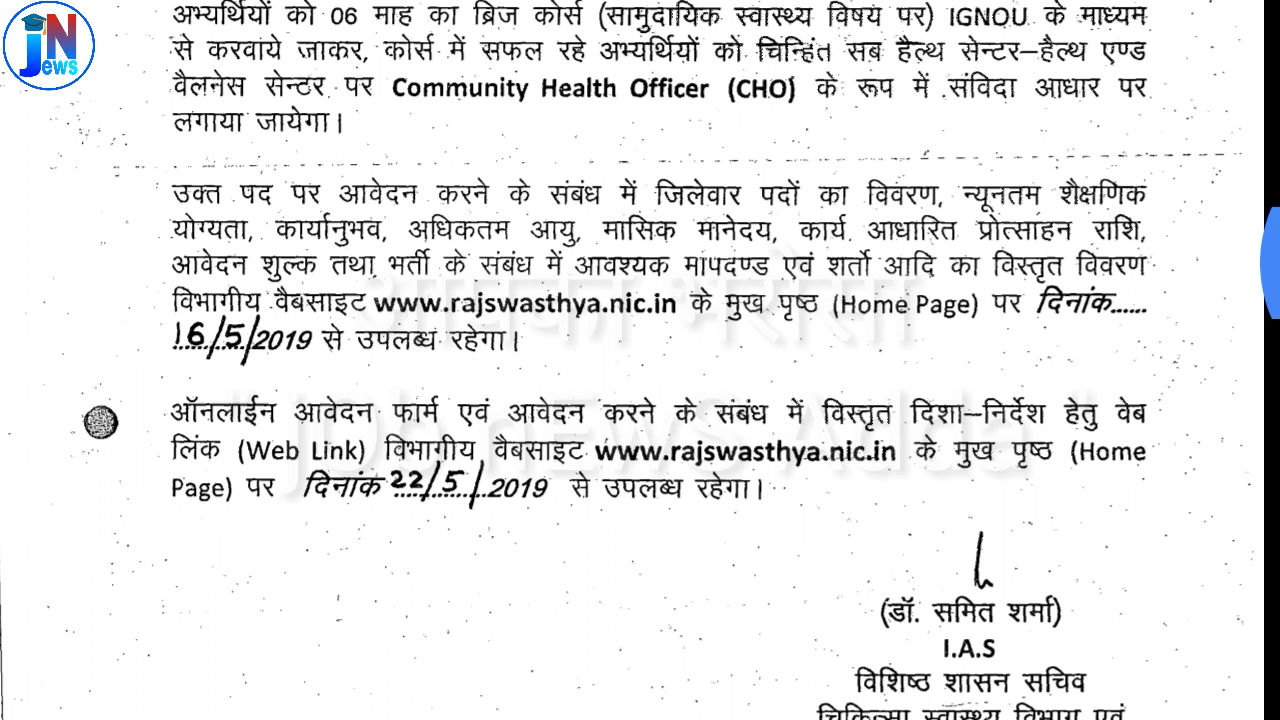 JN
ews
अभ्यर्थियों को 06 माह का ब्रिज कोर्स (सामुदायिक स्वास्थ्य विषय पर) IGNOU के माध्यम
से करवाये जाकर, कोर्स में सफल रहे अभ्यर्थियों को चिन्हिंत सब हैल्थ सेन्टर–हैल्थ एण्ड
वैलनेस सेन्टर पर Community Health Officer (CHO) के रूप में संविदा आधार पर
लगाया जायेगा।
उक्त पद पर आवेदन करने के संबंध में जिलेवार पदों का विवरण, न्यूनतम शैक्षणिक
योग्यता, कार्यानुभव, अधिकतम आयु, मासिक मानेदय, कार्य आधारित प्रोत्साहन राशि,
आवेदन शुल्क तथा भर्ती के संबंध में आवश्यक मापदण्ड एवं शर्तो आदि का विस्तृत विवरण
विभागीय वैबसाइट www.rajswasthya.nic.in के मुख पृष्ठ (Home Page) पर दिनांक......
16/5/2019 से उपलब्ध रहेगा।
आपका भरोसा
ऑनलाईन आवेदन फार्म एवं आवेदन करने के संबंध में विस्तृत दिशा–निर्देश हेतु वेब
लिंक (Web Link) विभागीय वैबसाइट www.rajswasthya.nic.in के मुख पृष्ठ (Home
Page) पर दिनांक 22/5/2019 से उपलब्ध रहेगा।
(डॉ. समित शर्मा)
I.A.S
विशिष्ठ शासन सचिव
चिकित्सा स्वास्थ्य विभाग एवं